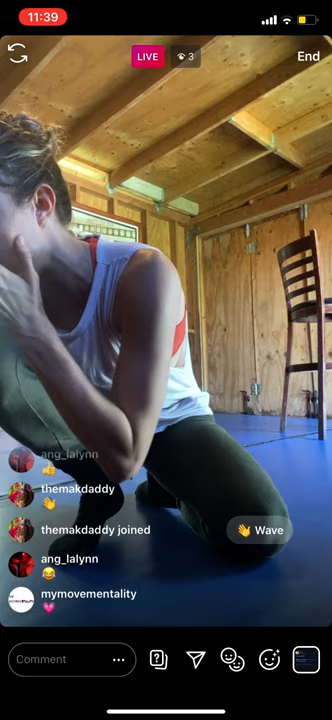 11:39
LIVE
3
End
ang_lalynn
👍
themakdaddy
👋
themakdaddy joined
👋 Wave
ang_lalynn
😂
mymovementality
💗
Comment